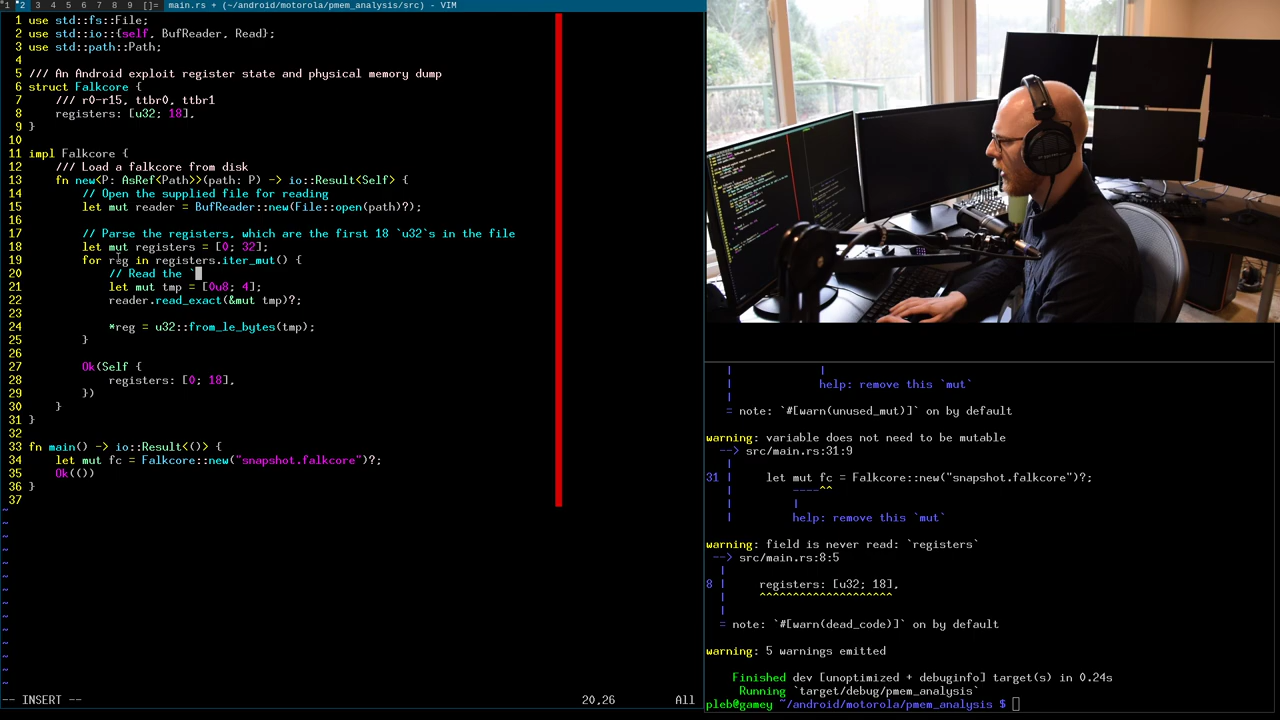 1 2 3 4 5 6 7 8 9 []= main.rs + (~/android/motorola/pmem_analysis/src) - VIM
1 use std::fs::File;
2 use std::io::{self, BufReader, Read};
3 use std::path::Path;
4
5 /// An Android exploit register state and physical memory dump
6 struct Falkcore {
7 /// r0-r15, ttbr0, ttbr1
8 registers: [u32; 18],
9 }
10
11 impl Falkcore {
12 /// Load a falkcore from disk
13 fn new<P: AsRef<Path>>(path: P) -> io::Result<Self> {
14 // Open the supplied file for reading
15 let mut reader = BufReader::new(File::open(path)?);
16
17 // Parse the registers, which are the first 18 `u32`s in the file
18 let mut registers = [0; 32];
19 for reg in registers.iter_mut() {
20 // Read the `
21 let mut tmp = [0u8; 4];
22 reader.read_exact(&mut tmp)?;
23
24 *reg = u32::from_le_bytes(tmp);
25 }
26
27 Ok(Self {
28 registers: [0; 18],
29 })
30 }
31 }
32
33 fn main() -> io::Result<()> {
34 let mut fc = Falkcore::new("snapshot.falkcore")?;
35 Ok(())
36 }
37
~
~
~
~
~
~
~
~
~
~
~
~
~
~
-- INSERT -- 20,26 All
| |
| help: remove this `mut`
|
= note: `#[warn(unused_mut)]` on by default
warning: variable does not need to be mutable
--> src/main.rs:31:9
|
31 | let mut fc = Falkcore::new("snapshot.falkcore")?;
| ----^^
| |
| help: remove this `mut`
warning: field is never read: `registers`
--> src/main.rs:8:5
|
8 | registers: [u32; 18],
| ^^^^^^^^^^^^^^^^^^^^
|
= note: `#[warn(dead_code)]` on by default
warning: 5 warnings emitted
Finished dev [unoptimized + debuginfo] target(s) in 0.24s
Running `target/debug/pmem_analysis`
pleb@gamey ~/android/motorola/pmem_analysis $